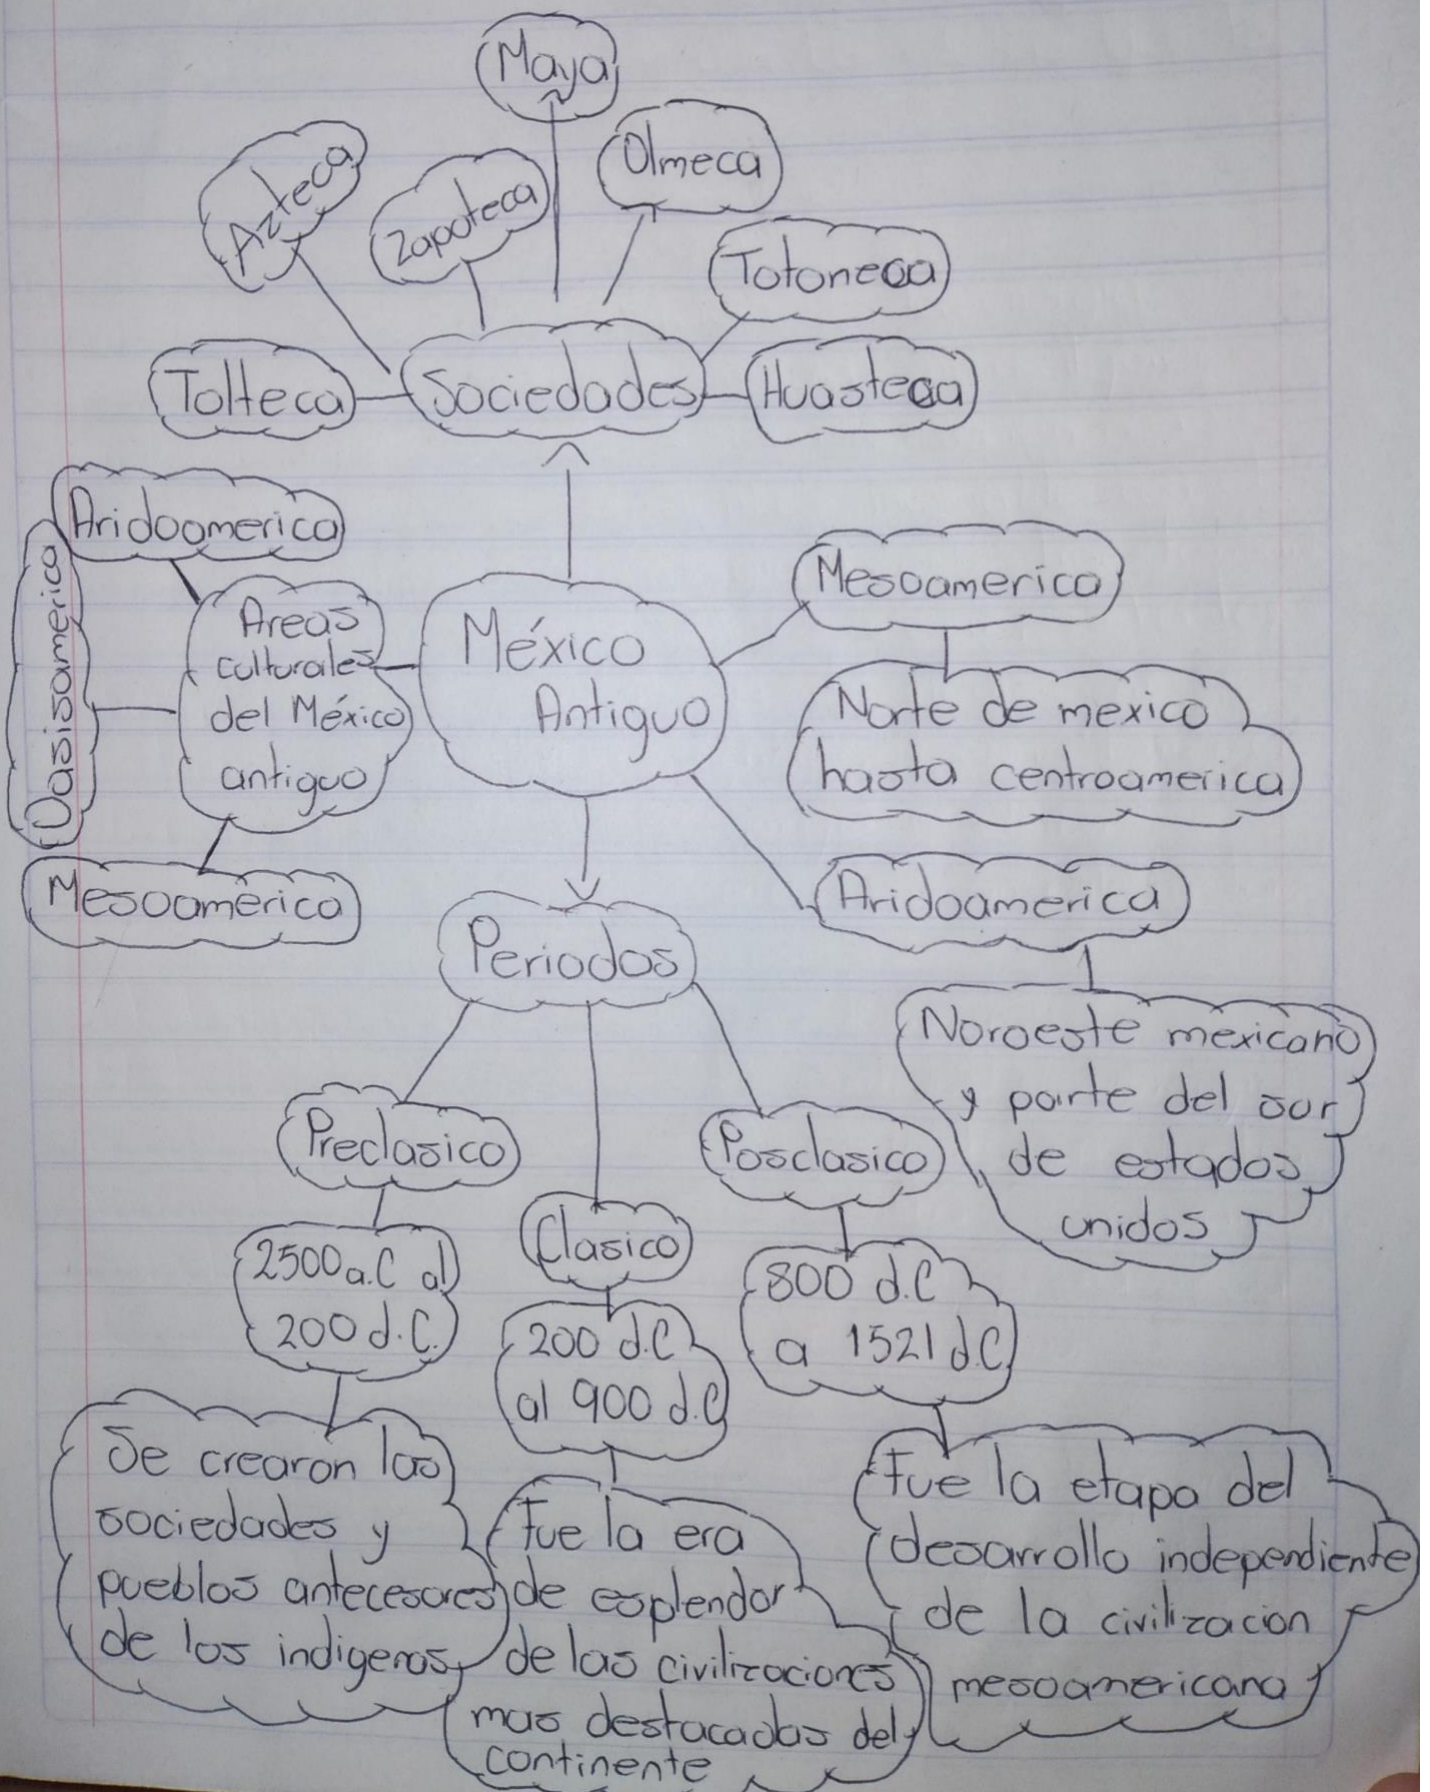 Maya
Olmeca
Azteca
Zapoteca
Totoneca
Tolteca
Sociedades
Huasteca
Aridoamerica
Oasisamerica
Areas
culturales
del México
antiguo
Mesoamerica
México
Antiguo
Mesoamerica
Norte de mexico
hasta centroamerica
Aridoamerica
Noroeste mexicano
y parte del sur
de estados
unidos
Periodos
Preclasico
2500 a.C al
200 d.C.
Se crearon las
sociedades y
pueblos antecesores
de los indigenas
Clasico
200 d.C
al 900 d.C
Fue la era
de esplendor
de las civilizaciones
mas destacadas del
continente
Posclasico
800 d.C
a 1521 d.C
Fue la etapa del
desarrollo independiente
de la civilizacion
mesoamericana